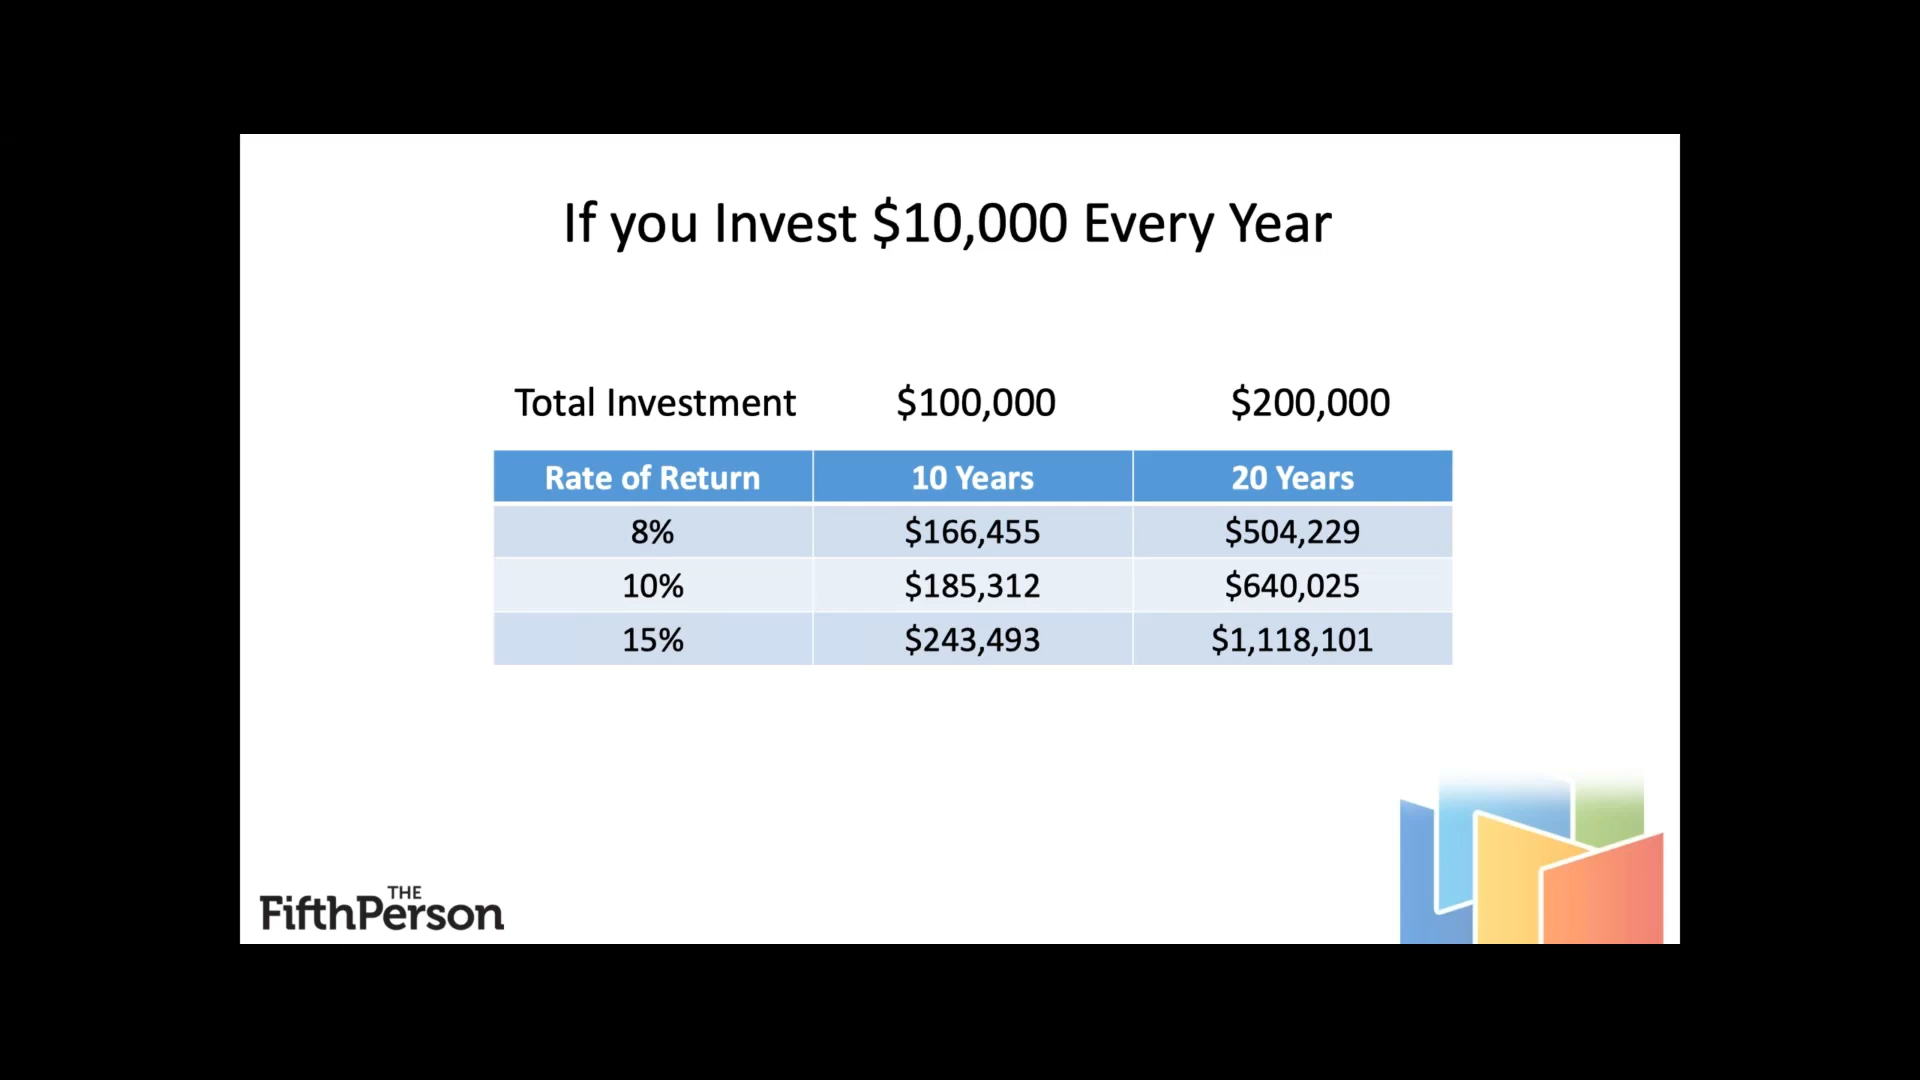 If you Invest $10,000 Every Year
Total Investment $100,000 $200,000
Rate of Return 10 Years 20 Years
8% $166,455 $504,229
10% $185,312 $640,025
15% $243,493 $1,118,101
THE
FifthPerson